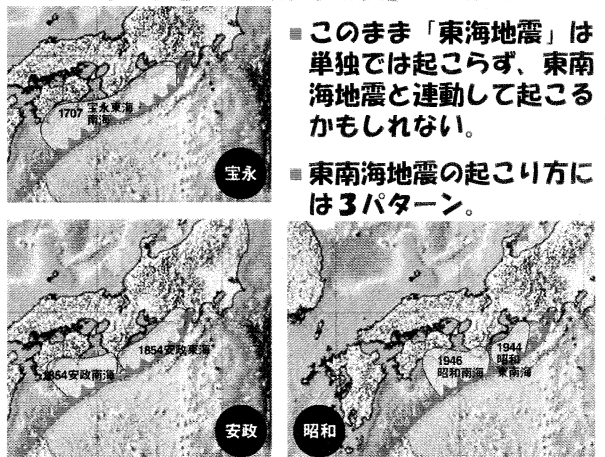 ■このまま「東海地震」は
単独では起こらず、東南
海地震と連動して起こる
かもしれない。
■東南海地震の起こり方に
は3パターン。
1707 宝永東海
南海
宝永
1854安政東海
1854安政南海
安政
1944
昭和
東南海
1946
昭和南海
昭和